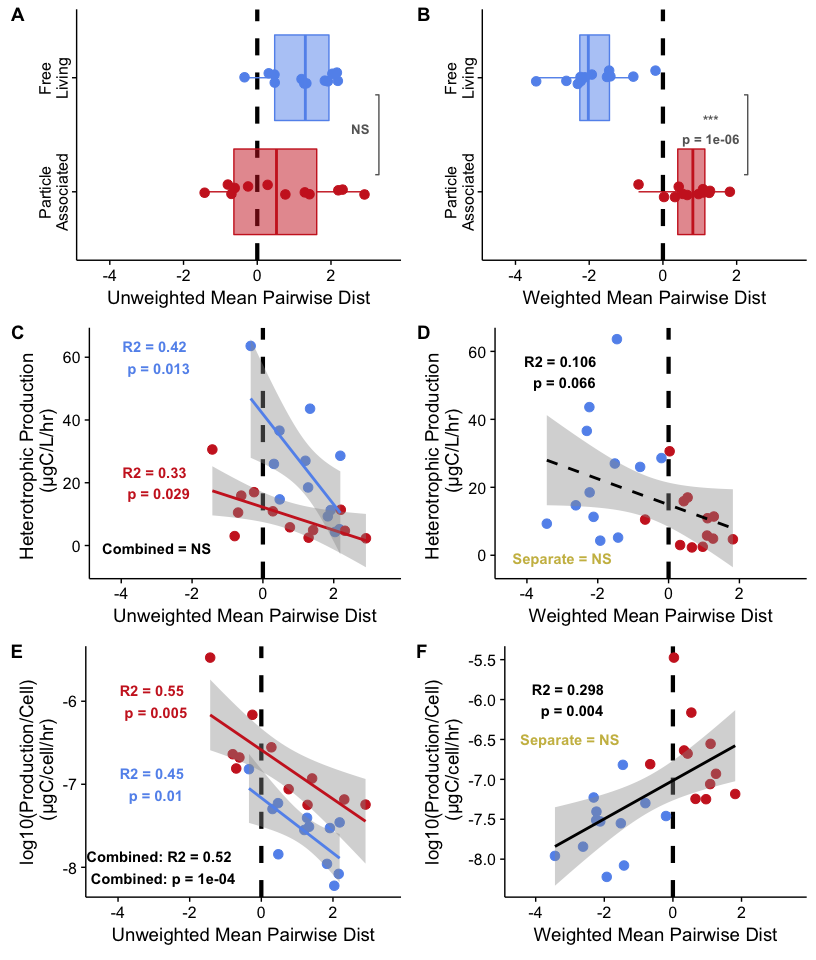 A
Free
Living
Particle
Associated
NS
-4 -2 0 2
Unweighted Mean Pairwise Dist
B
Free
Living
Particle
Associated
***
p = 1e-06
-4 -2 0 2
Weighted Mean Pairwise Dist
C
Heterotrophic Production
(μgC/L/hr)
60
40
20
0
R2 = 0.42
p = 0.013
R2 = 0.33
p = 0.029
Combined = NS
-4 -2 0 2
Unweighted Mean Pairwise Dist
D
Heterotrophic Production
(μgC/L/hr)
60
40
20
0
R2 = 0.106
p = 0.066
Separate = NS
-4 -2 0 2
Weighted Mean Pairwise Dist
E
log10(Production/Cell)
(μgC/cell/hr)
-6
-7
-8
R2 = 0.55
p = 0.005
R2 = 0.45
p = 0.01
Combined: R2 = 0.52
Combined: p = 1e-04
-4 -2 0 2
Unweighted Mean Pairwise Dist
F
log10(Production/Cell)
(μgC/cell/hr)
-5.5
-6.0
-6.5
-7.0
-7.5
-8.0
R2 = 0.298
p = 0.004
Separate = NS
-4 -2 0 2
Weighted Mean Pairwise Dist